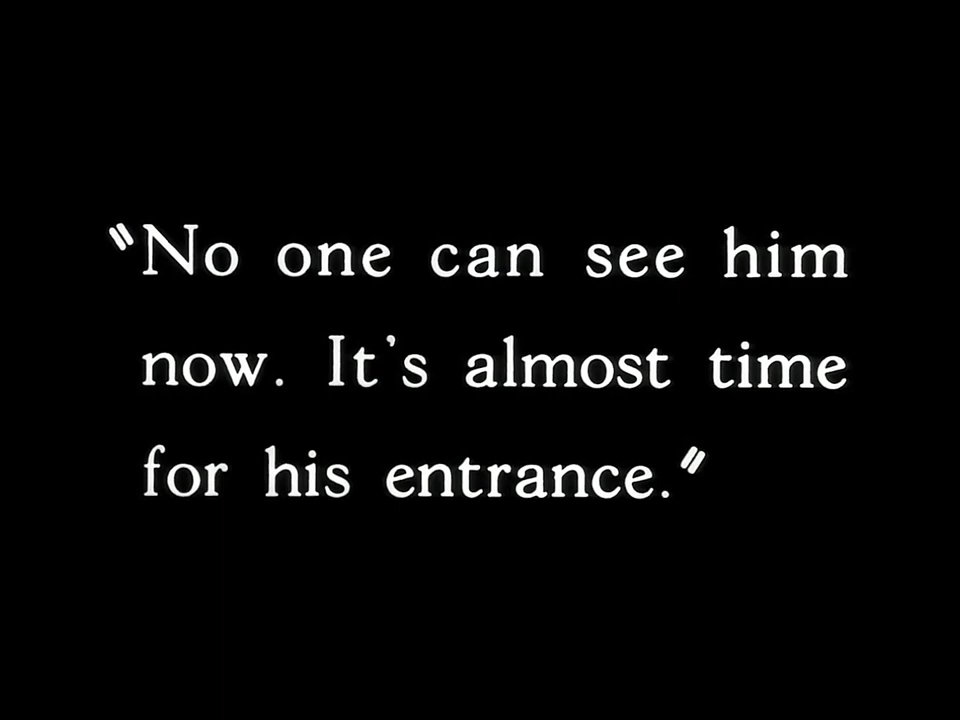 "No one can see him
now. It's almost time
for his entrance."